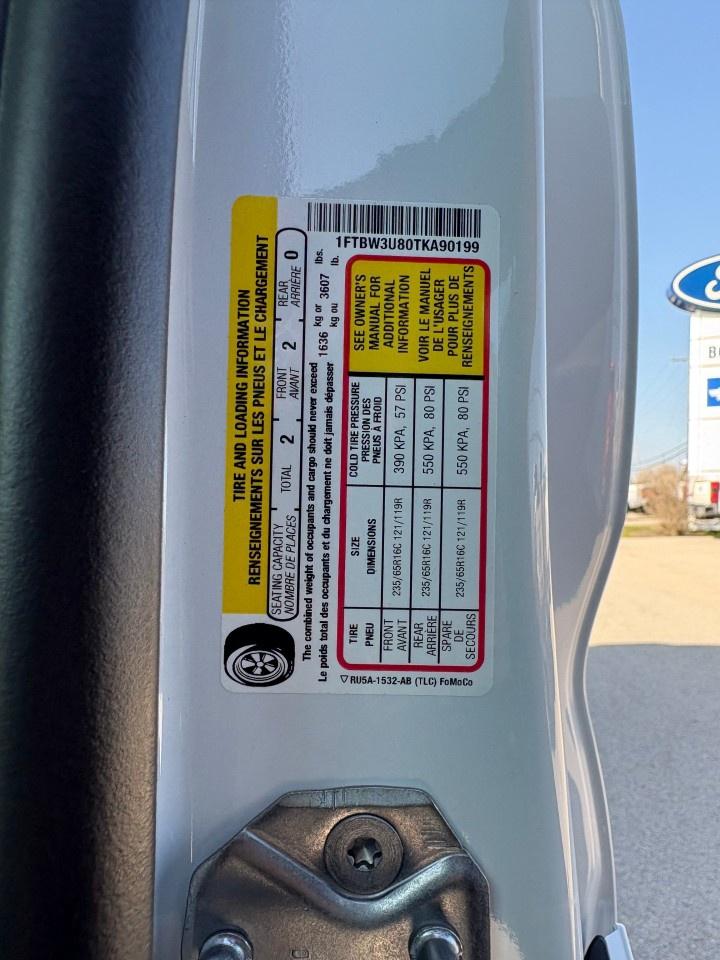 TIRE AND LOADING INFORMATION
RENSEIGNEMENTS SUR LES PNEUS ET LE CHARGEMENT
SEATING CAPACITY TOTAL 2 FRONT 2 REAR 0
NOMBRE DE PLACES AVANT ARRIÈRE
The combined weight of occupants and cargo should never exceed 1636 kg or 3607 lbs.
Le poids total des occupants et du chargement ne doit jamais dépasser kg ou lb.
1FTBW3U80TKA90199
TIRE SIZE COLD TIRE PRESSURE
PNEU DIMENSIONS PRESSION DES
PNEUS À FROID
FRONT 235/65R16C 121/119R 390 KPA, 57 PSI
AVANT
REAR 235/65R16C 121/119R 550 KPA, 80 PSI
ARRIÈRE
SPARE 235/65R16C 121/119R 550 KPA, 80 PSI
DE
SECOURS
SEE OWNER'S
MANUAL FOR
ADDITIONAL
INFORMATION
VOIR LE MANUEL
DE L'USAGER
POUR PLUS DE
RENSEIGNEMENTS
RU5A-1532-AB (TLC) FoMoCo